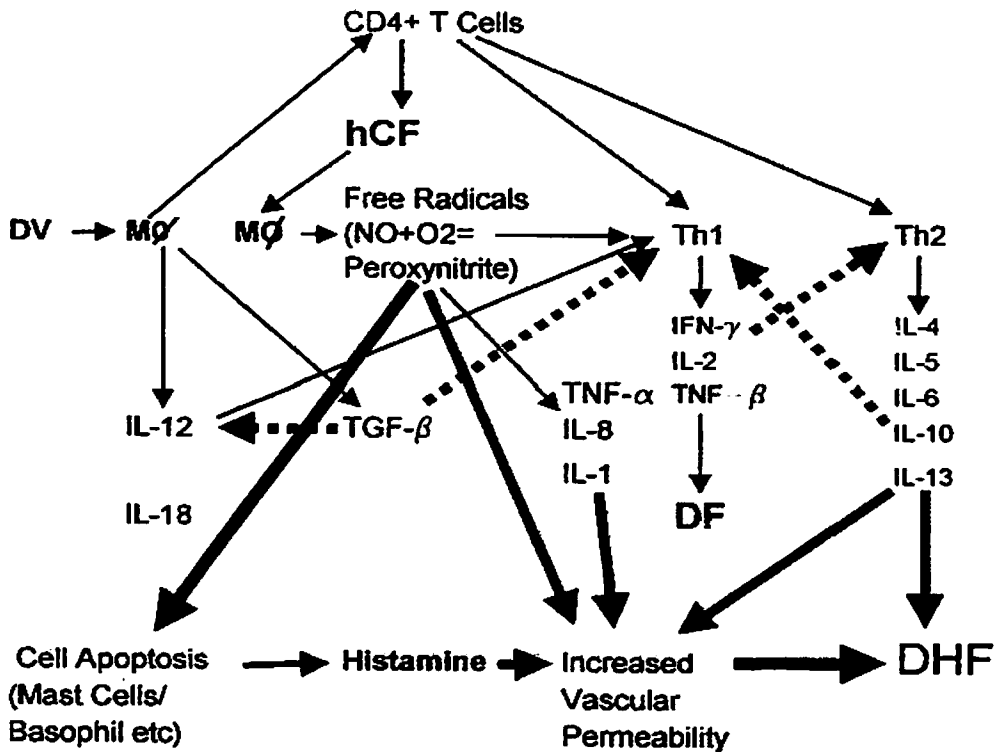 CD4+ T Cells
hCF
Free Radicals
DV
MØ
MØ
(NO+O2=
Peroxynitrite)
Th1
Th2
IFN-γ
IL-2
TNF-β
IL-4
IL-5
IL-6
IL-10
IL-13
IL-12
TGF-β
TNF-α
IL-8
IL-1
IL-18
DF
Cell Apoptosis
(Mast Cells/
Basophil etc)
Histamine
Increased
Vascular
Permeability
DHF